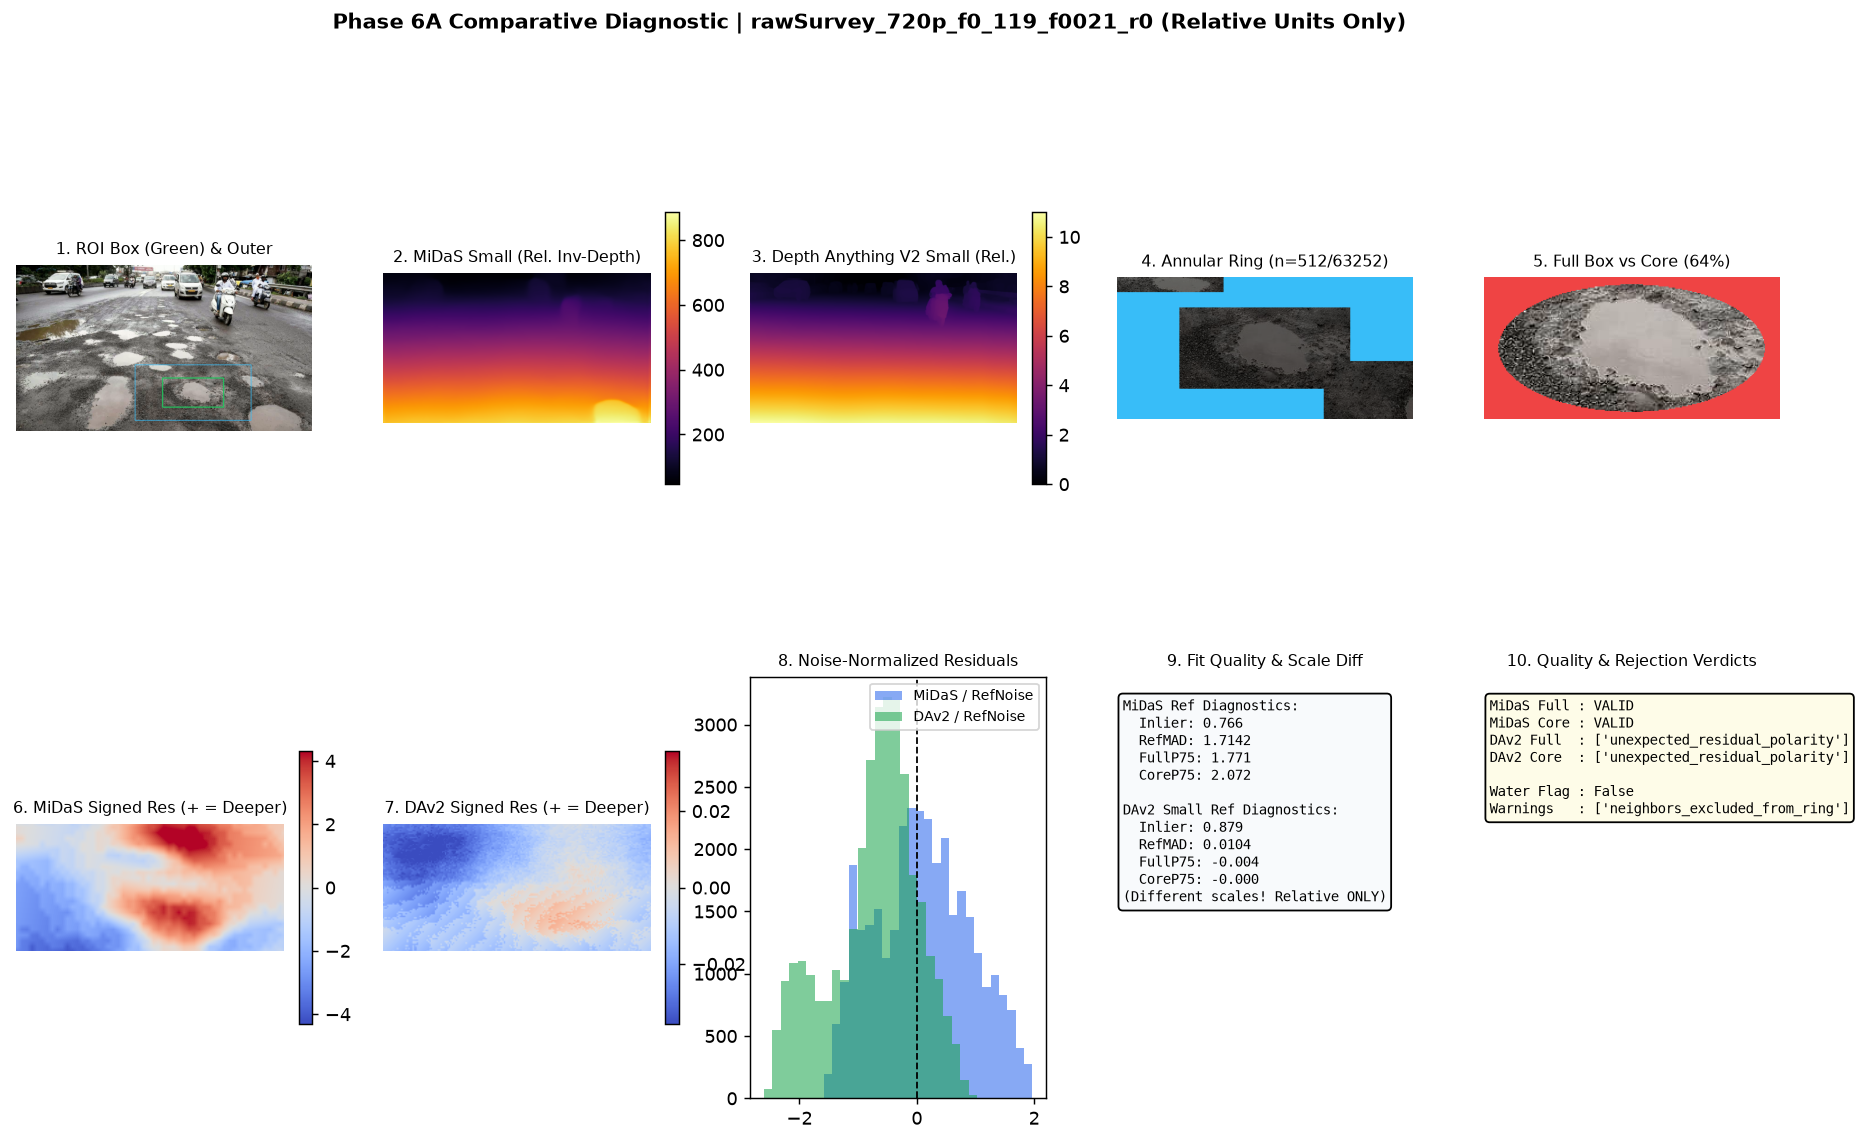 Phase 6A Comparative Diagnostic | rawSurvey_720p_f0_119_f0021_r0 (Relative Units Only)
1. ROI Box (Green) & Outer
2. MiDaS Small (Rel. Inv-Depth)
800
600
400
200
3. Depth Anything V2 Small (Rel.)
10
8
6
4
2
0
4. Annular Ring (n=512/63252)
5. Full Box vs Core (64%)
6. MiDaS Signed Res (+ = Deeper)
4
2
0
−2
−4
7. DAv2 Signed Res (+ = Deeper)
0.02
0.00
−0.02
8. Noise-Normalized Residuals
MiDaS / RefNoise
DAv2 / RefNoise
3000
2500
2000
1500
1000
500
0
−2
0
2
9. Fit Quality & Scale Diff
MiDaS Ref Diagnostics:
Inlier: 0.766
RefMAD: 1.7142
FullP75: 1.771
CoreP75: 2.072
DAv2 Small Ref Diagnostics:
Inlier: 0.879
RefMAD: 0.0104
FullP75: -0.004
CoreP75: -0.000
(Different scales! Relative ONLY)
10. Quality & Rejection Verdicts
MiDaS Full : VALID
MiDaS Core : VALID
DAv2 Full : ['unexpected_residual_polarity']
DAv2 Core : ['unexpected_residual_polarity']
Water Flag : False
Warnings : ['neighbors_excluded_from_ring']